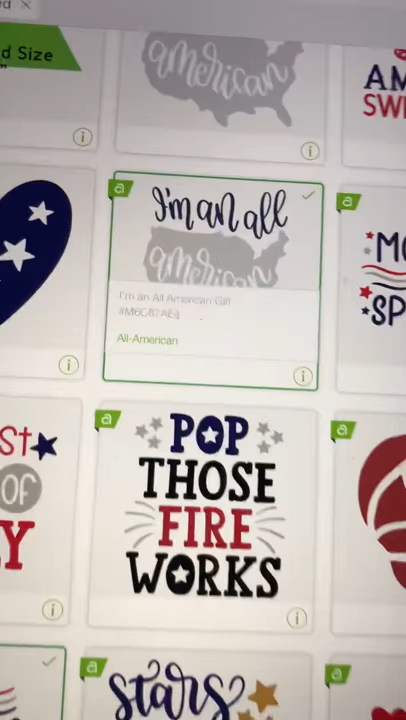 d Size
american
AM
SWE
I'm an all
american
I'm an All American Girl
All-American
MO
SP
st
OF
Y
POP
THOSE
FIRE
WORKS
stars